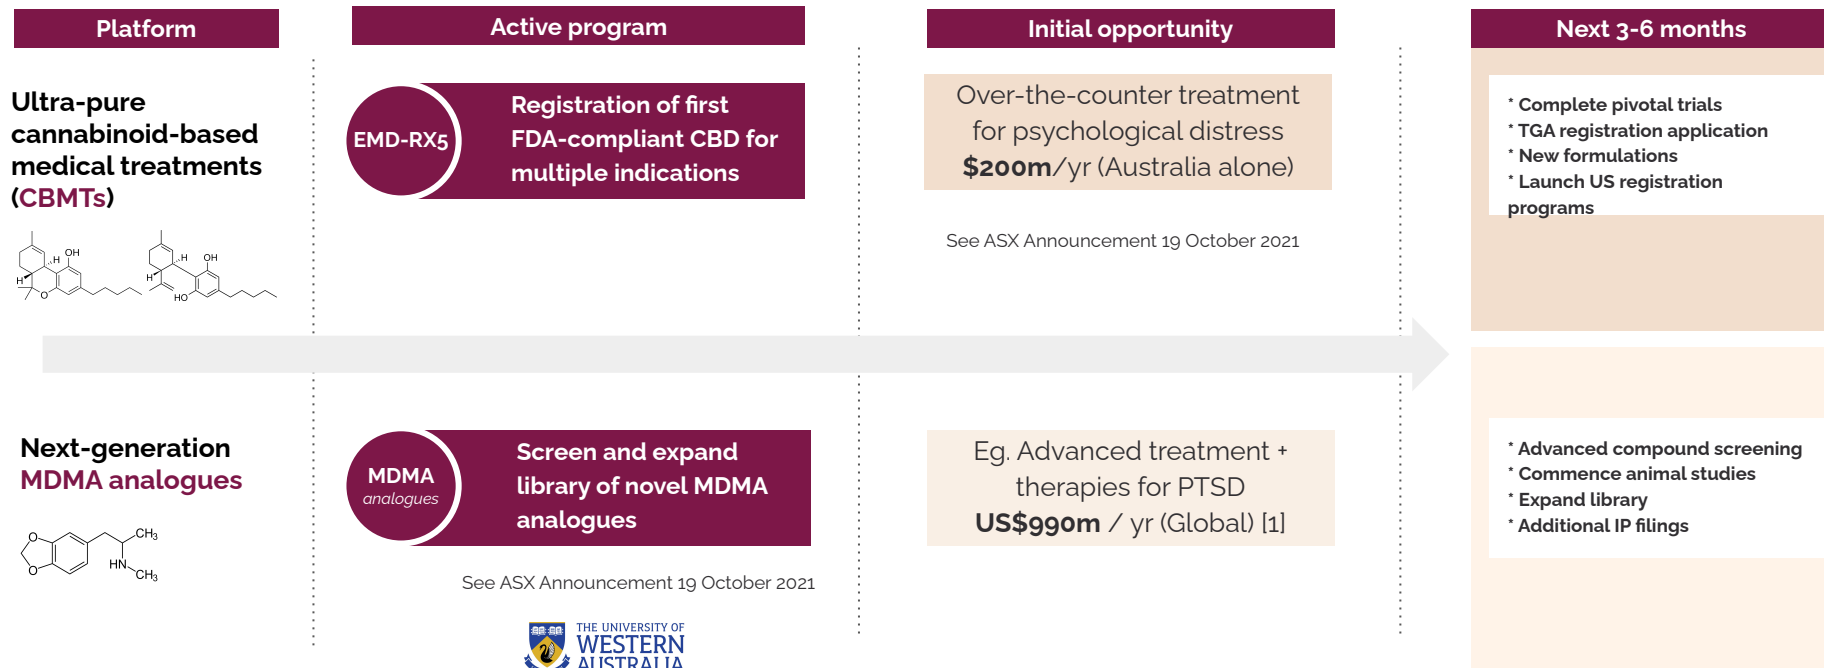 Platform
Active program
Initial opportunity
Next 3-6 months
Ultra-pure
cannabinoid-based
medical treatments
(CBMTs)
OH
H
H
O
H
OH
H
HO
EMD-RX5
Registration of first
FDA-compliant CBD for
multiple indications
Over-the-counter treatment
for psychological distress
$200m/yr (Australia alone)
See ASX Announcement 19 October 2021
* Complete pivotal trials
* TGA registration application
* New formulations
* Launch US registration
programs
Next-generation
MDMA analogues
O
O
CH3
HN
CH3
MDMA
analogues
Screen and expand
library of novel MDMA
analogues
See ASX Announcement 19 October 2021
THE UNIVERSITY OF
WESTERN
AUSTRALIA
Eg. Advanced treatment +
therapies for PTSD
US$990m / yr (Global) [1]
* Advanced compound screening
* Commence animal studies
* Expand library
* Additional IP filings